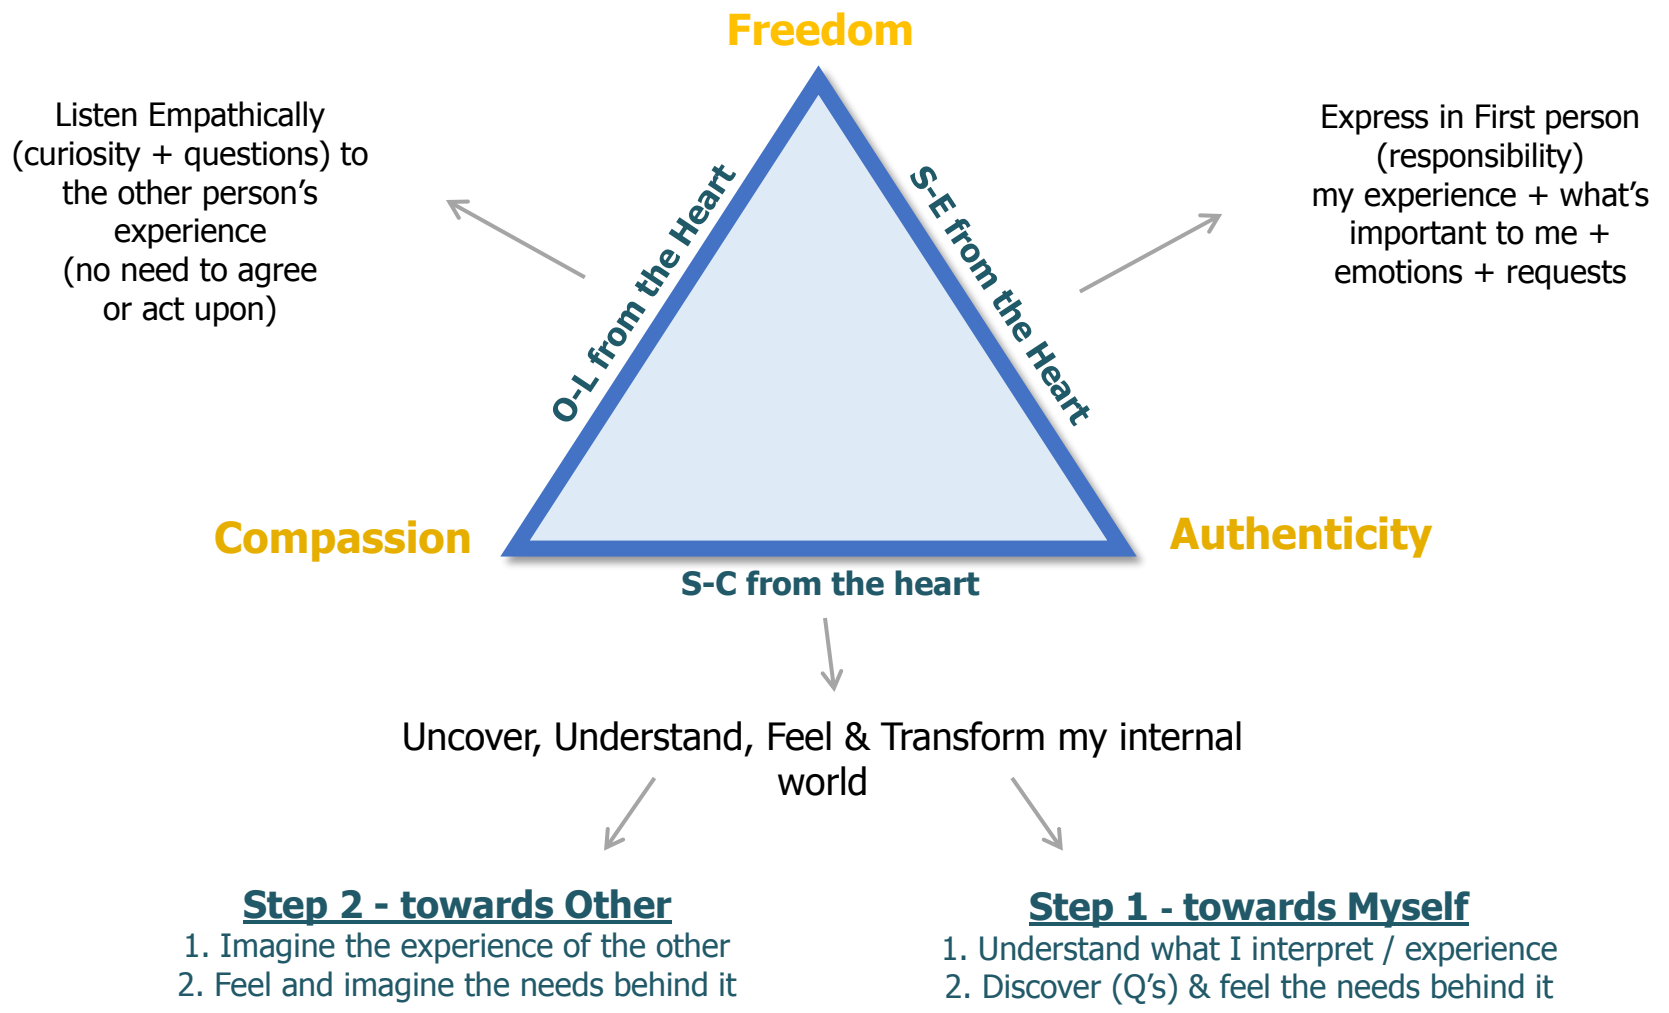 Freedom
Listen Empathically
(curiosity + questions) to
the other person’s
experience
(no need to agree
or act upon)
O-L from the Heart
S-E from the Heart
Express in First person
(responsibility)
my experience + what’s
important to me +
emotions + requests
Compassion
Authenticity
S-C from the heart
Uncover, Understand, Feel & Transform my internal
world
Step 2 - towards Other
1. Imagine the experience of the other
2. Feel and imagine the needs behind it
Step 1 - towards Myself
1. Understand what I interpret / experience
2. Discover (Q’s) & feel the needs behind it